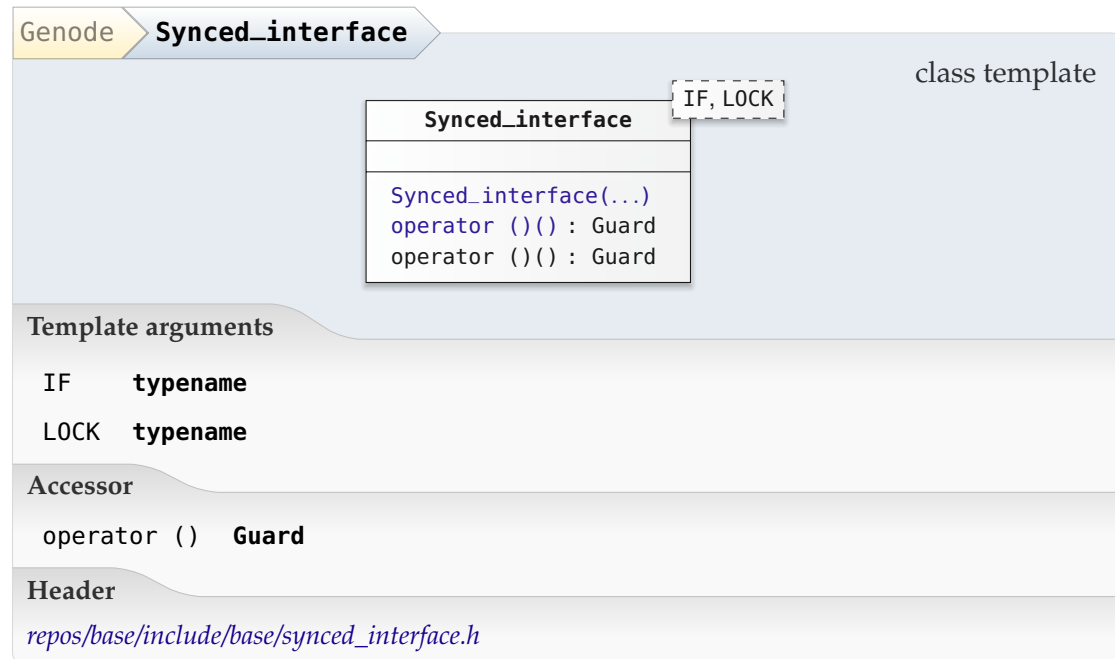 Genode Synced_interface
class template
IF, LOCK
Synced_interface
Synced_interface(...)
operator ()() : Guard
operator ()() : Guard
Template arguments
IF typename
LOCK typename
Accessor
operator () Guard
Header
repos/base/include/base/synced_interface.h